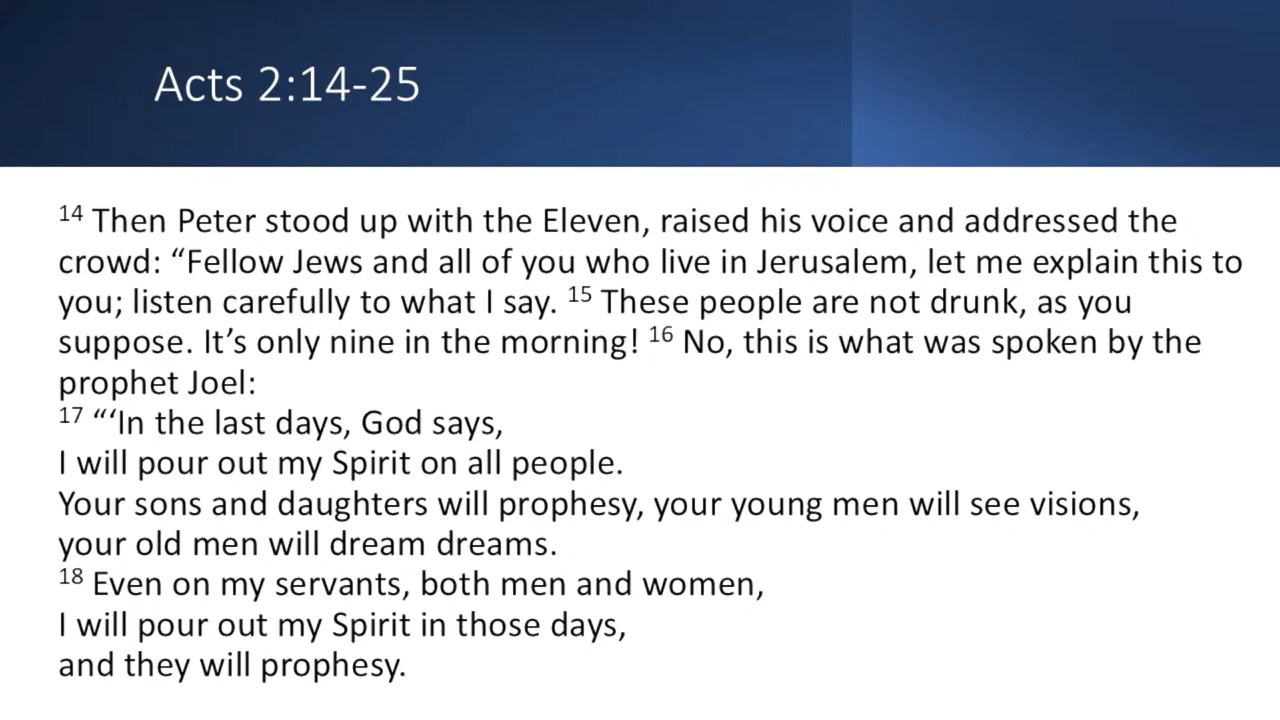 Acts 2:14-25
14 Then Peter stood up with the Eleven, raised his voice and addressed the
crowd: “Fellow Jews and all of you who live in Jerusalem, let me explain this to
you; listen carefully to what I say. 15 These people are not drunk, as you
suppose. It’s only nine in the morning! 16 No, this is what was spoken by the
prophet Joel:
17 “‘In the last days, God says,
I will pour out my Spirit on all people.
Your sons and daughters will prophesy, your young men will see visions,
your old men will dream dreams.
18 Even on my servants, both men and women,
I will pour out my Spirit in those days,
and they will prophesy.